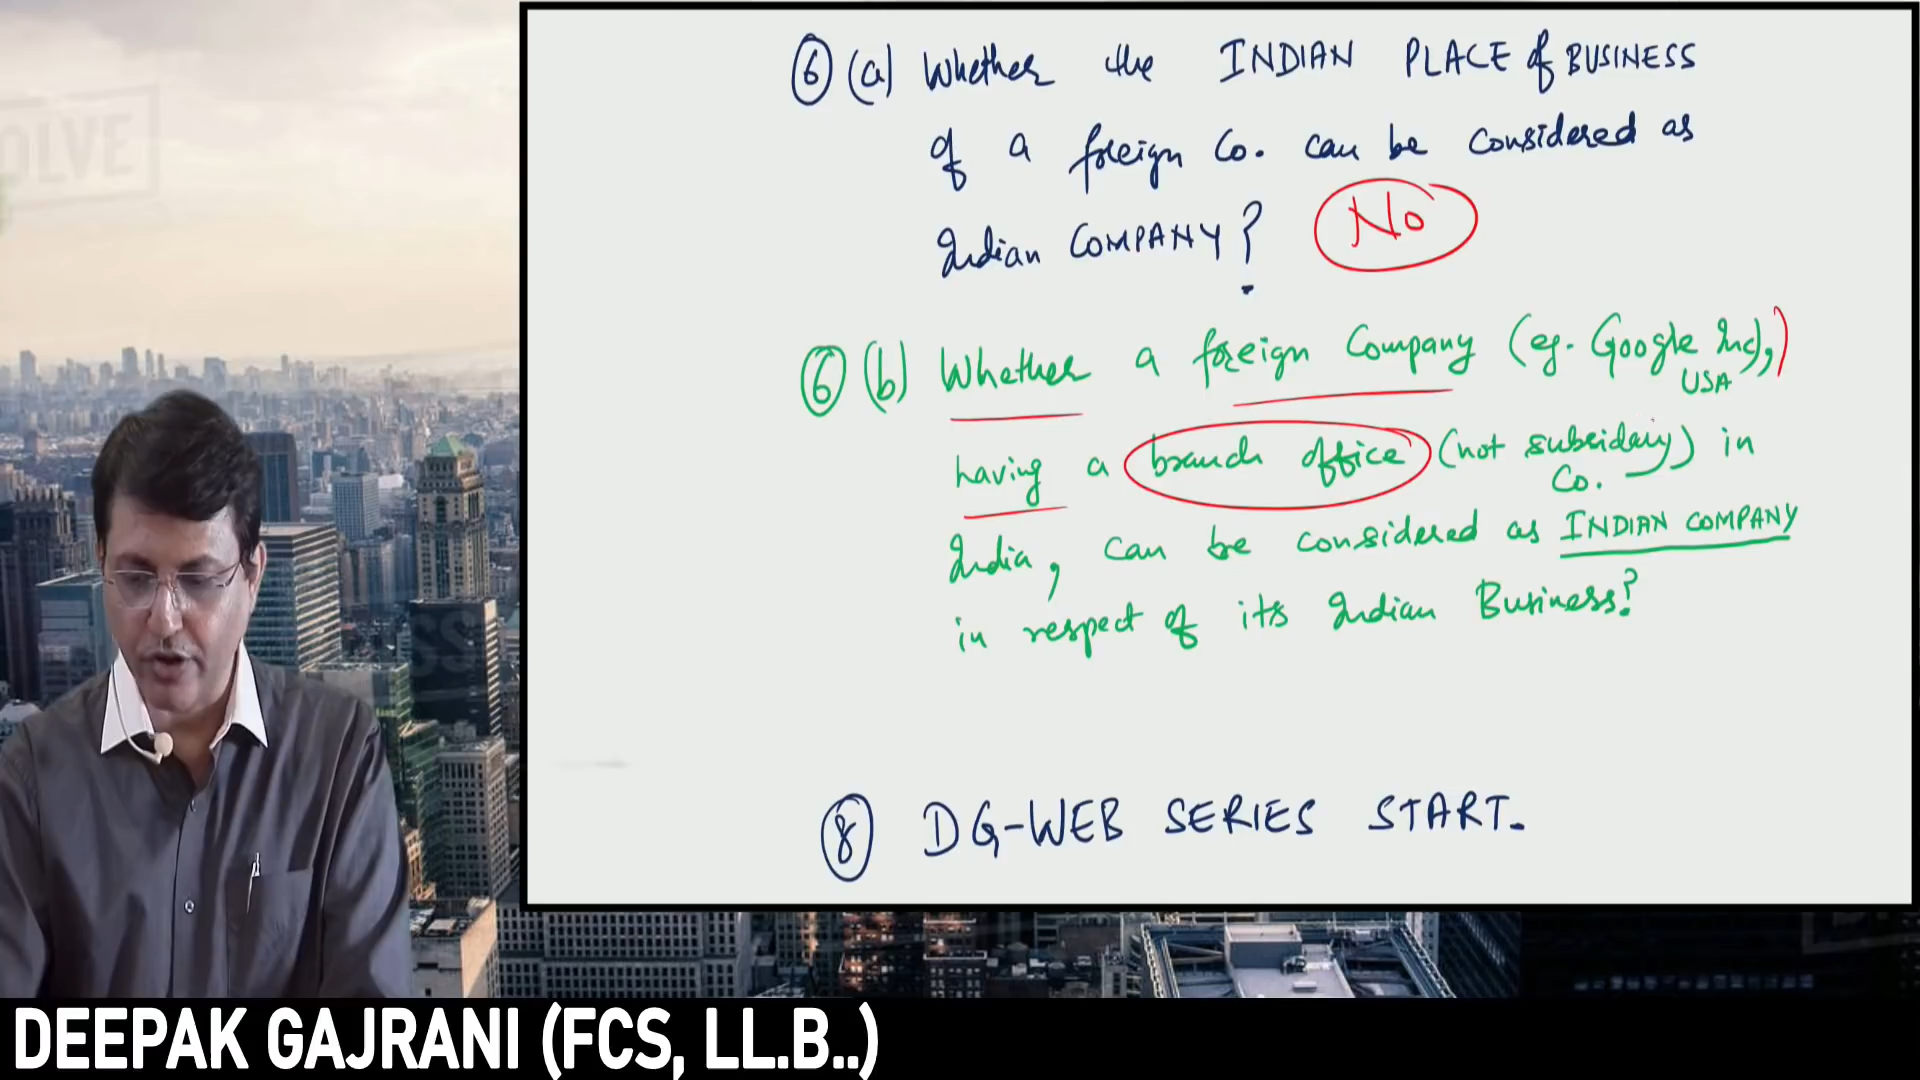 ⑥ (a) Whether the INDIAN PLACE of BUSINESS
of a foreign Co. can be considered as
Indian COMPANY?
No
⑥ (b) Whether a foreign Company (eg. Google Inc),)
USA
having a branch office (not subsidiary) in
Co.
India, can be considered as INDIAN COMPANY
in respect of its Indian Business?
⑧ DG-WEB SERIES START.
DEEPAK GAJRANI (FCS, LL.B..)